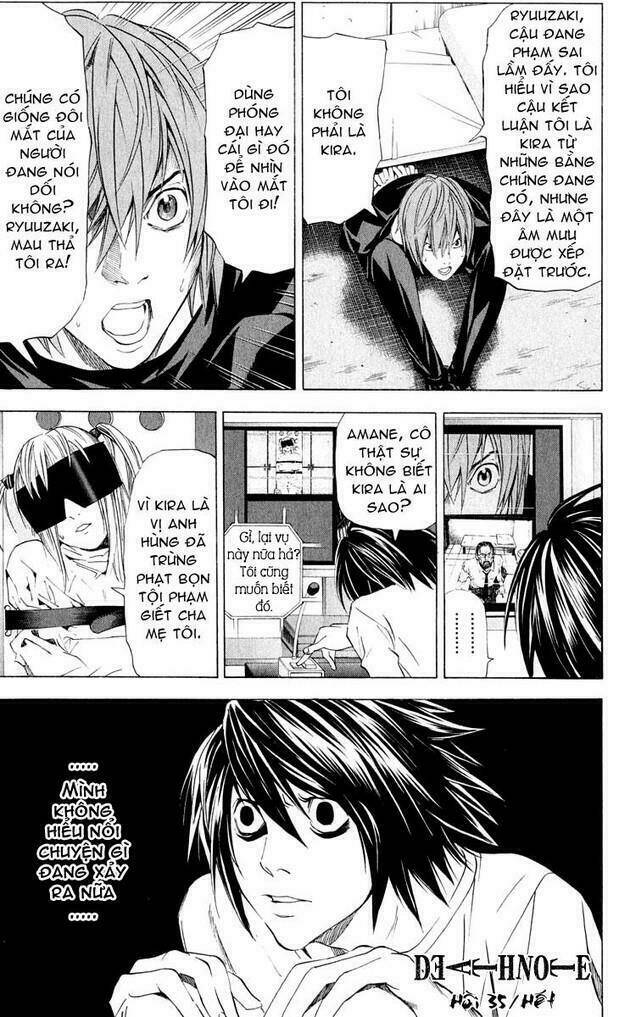 RYUUZAKI,
CẬU ĐANG
PHẠM SAI
LẦM ĐẤY. TÔI
HIỂU VÌ SAO
CẬU KẾT
LUẬN TÔI LÀ
KIRA TỪ
NHỮNG BẰNG
CHỨNG ĐANG
CÓ, NHƯNG
ĐÂY LÀ MỘT
ÂM MƯU
ĐƯỢC XẾP
ĐẶT TRƯỚC.
TÔI
KHÔNG
PHẢI LÀ
KIRA.
DÙNG
PHÓNG
ĐẠI HAY
CÁI GÌ ĐÓ
ĐỂ NHÌN
VÀO MẮT
TÔI ĐI!
CHÚNG CÓ
GIỐNG ĐÔI
MẮT CỦA
NGƯỜI
ĐANG NÓI
DỐI
KHÔNG?
RYUUZAKI,
MAU THẢ
TÔI RA!
......
AMANE, CÔ
THẬT SỰ
KHÔNG BIẾT
KIRA LÀ AI
SAO?
Gì, lại vụ
này nữa hả?
Tôi cũng
muốn biết
đó.
VÌ KIRA LÀ
VỊ ANH
HÙNG ĐÃ
TRỪNG
PHẠT BỌN
TỘI PHẠM
GIẾT CHA
MẸ TÔI.
.....
MÌNH
KHÔNG
HIỂU NỔI
CHUYỆN GÌ
ĐANG XẢY
RA NỮA
.....
DEATHNOTE
Hồi 35/Hết